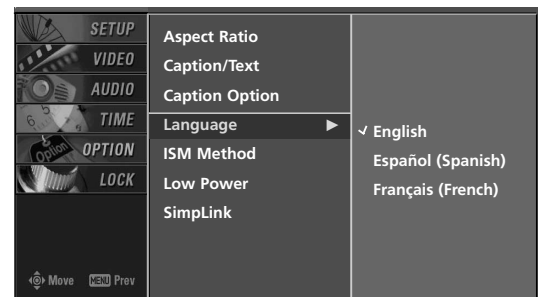 SETUP
VIDEO
AUDIO
TIME
OPTION
LOCK
Move MENU Prev
Aspect Ratio
Caption/Text
Caption Option
Language
ISM Method
Low Power
SimpLink
English
Español (Spanish)
Français (French)